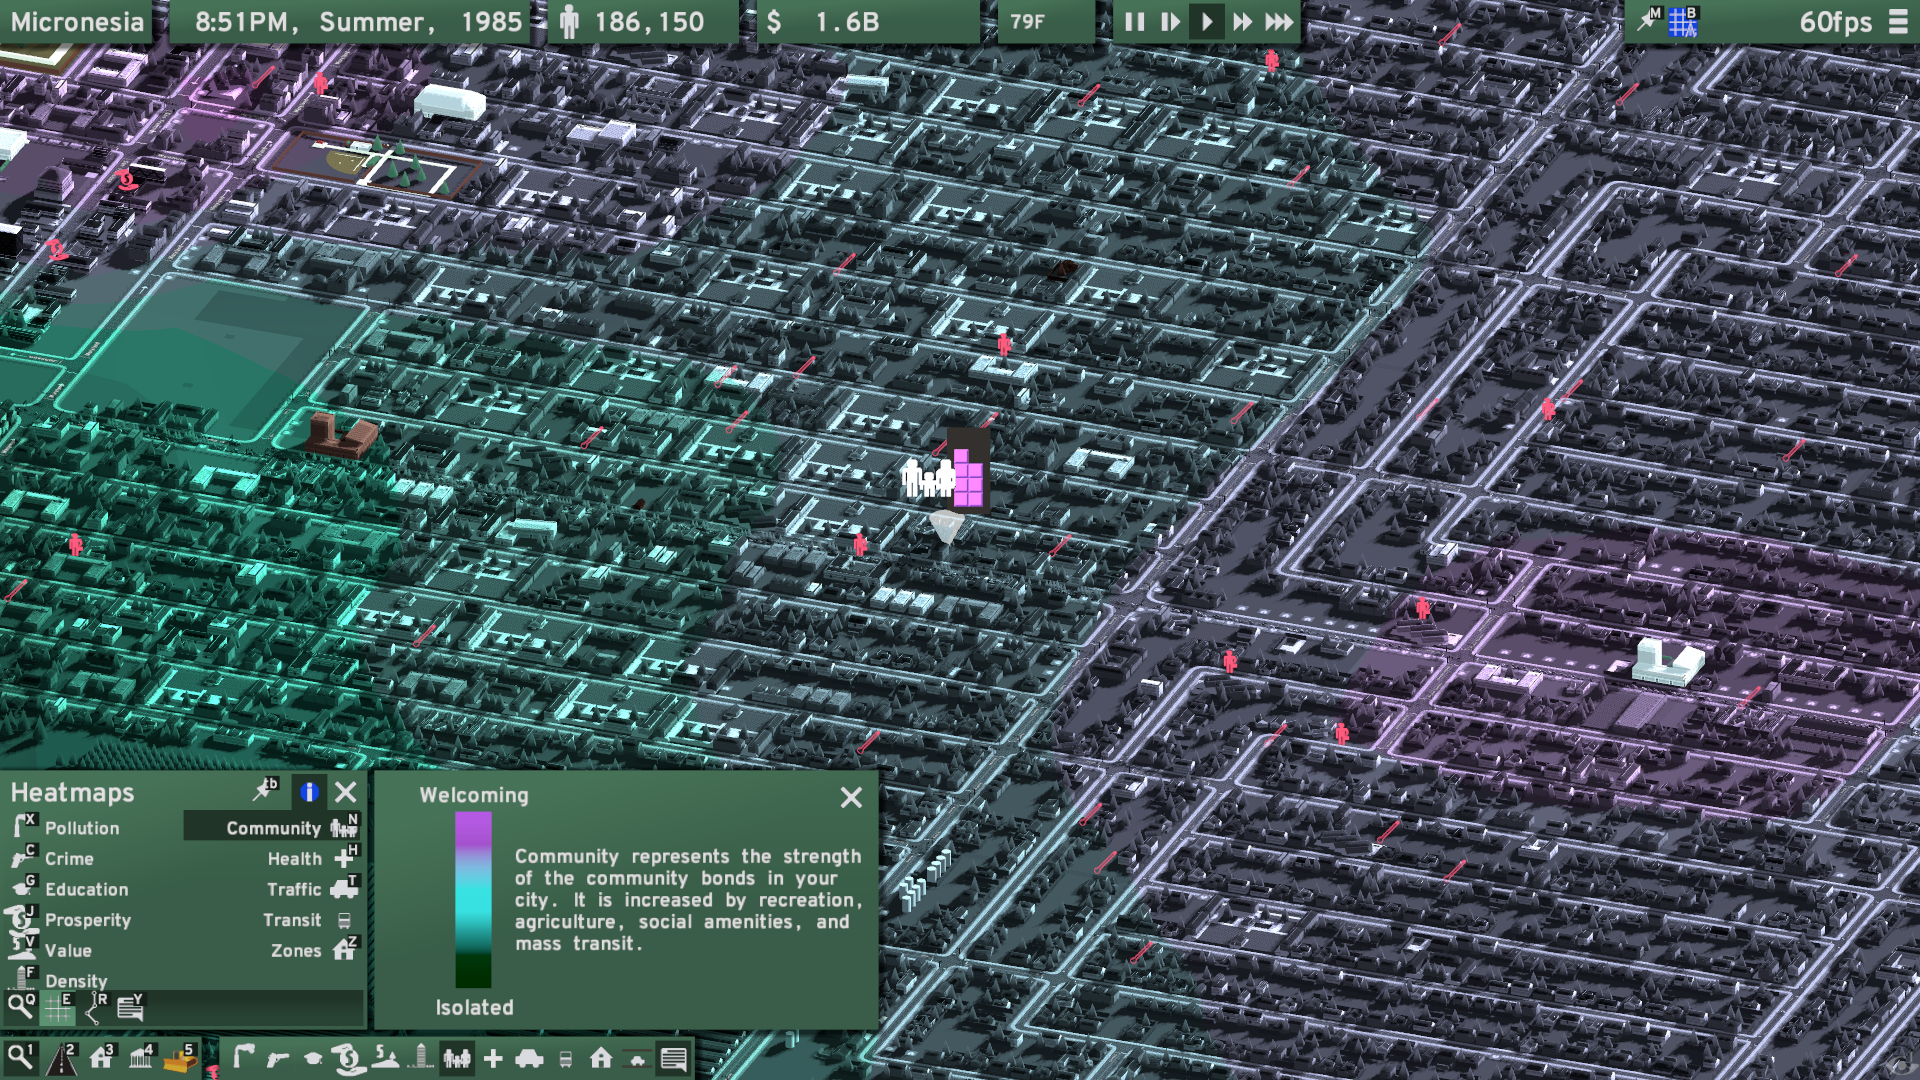 Micronesia
8:51PM, Summer, 1985
186,150
$ 1.6B
79F
M
B
60fps
Heatmaps
tb
i
X Pollution
Community N
C Crime
Health H
G Education
Traffic T
J Prosperity
Transit
V Value
Zones Z
F Density
Q
E
R
Y
Welcoming
Community represents the strength
of the community bonds in your
city. It is increased by recreation,
agriculture, social amenities, and
mass transit.
Isolated
1
2
3
4
5